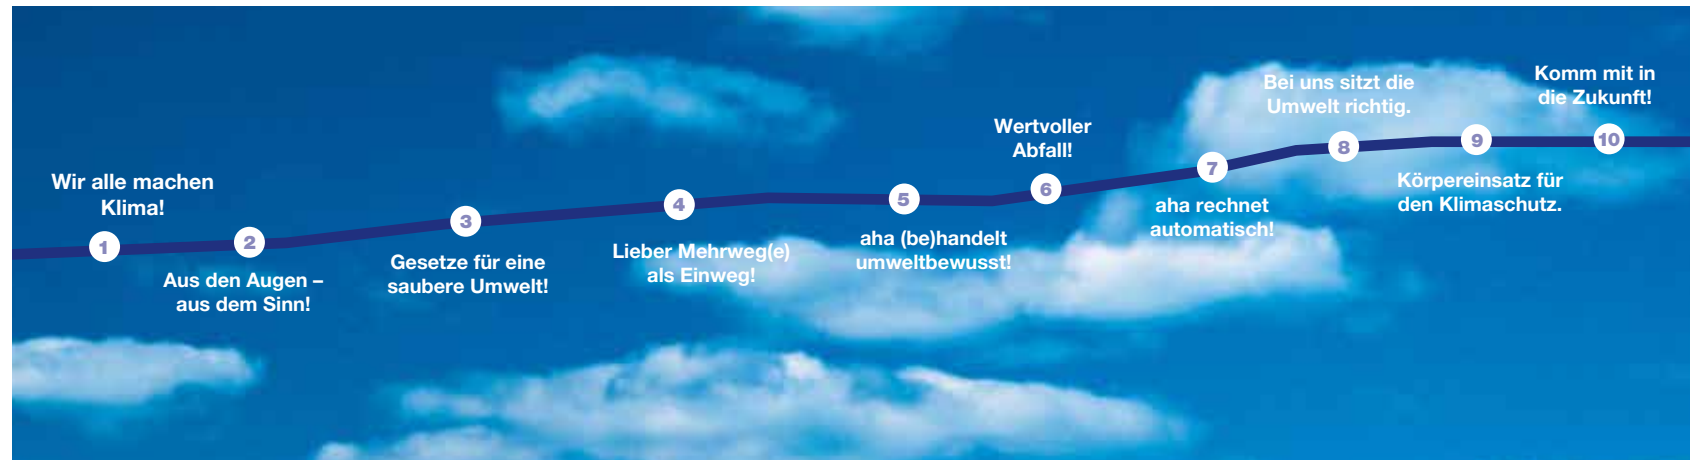 1
Wir alle machen
Klima!
2
Aus den Augen –
aus dem Sinn!
3
Gesetze für eine
saubere Umwelt!
4
Lieber Mehrweg(e)
als Einweg!
5
aha (be)handelt
umweltbewusst!
6
Wertvoller
Abfall!
7
aha rechnet
automatisch!
8
Bei uns sitzt die
Umwelt richtig.
9
Körpereinsatz für
den Klimaschutz.
10
Komm mit in
die Zukunft!